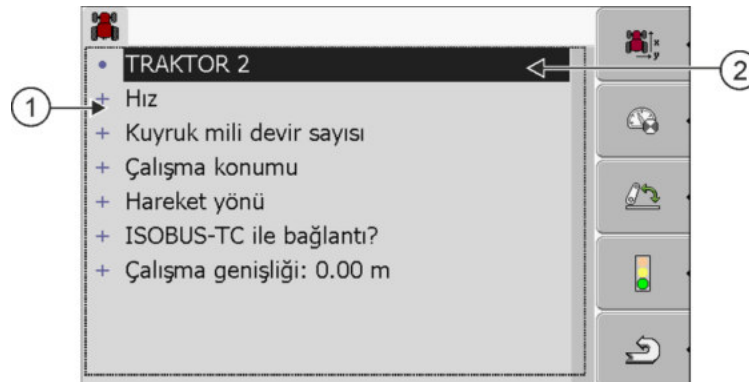 TRAKTOR 2
+ Hız
+ Kuyruk mili devir sayısı
+ Çalışma konumu
+ Hareket yönü
+ ISOBUS-TC ile bağlantı?
+ Çalışma genişliği: 0.00 m
1
2
x
y